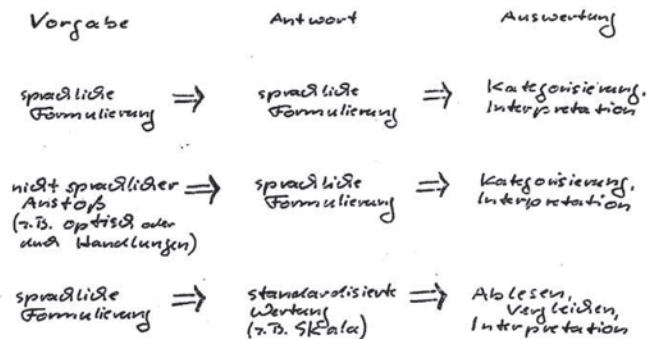 Vorgabe Antwort Auswertung
sprachliche sprachliche Kategorisierung,
Formulierung ⇒ Formulierung ⇒ Interpretation
nicht sprachlicher ⇒ sprachliche ⇒ Kategorisierung,
Anstoß Formulierung Interpretation
(z.B. optisch oder
durch Handlungen)
sprachliche ⇒ standardisierte ⇒ Ablesen,
Formulierung Wertung Vergleichen,
(z.B. Skala) Interpretation